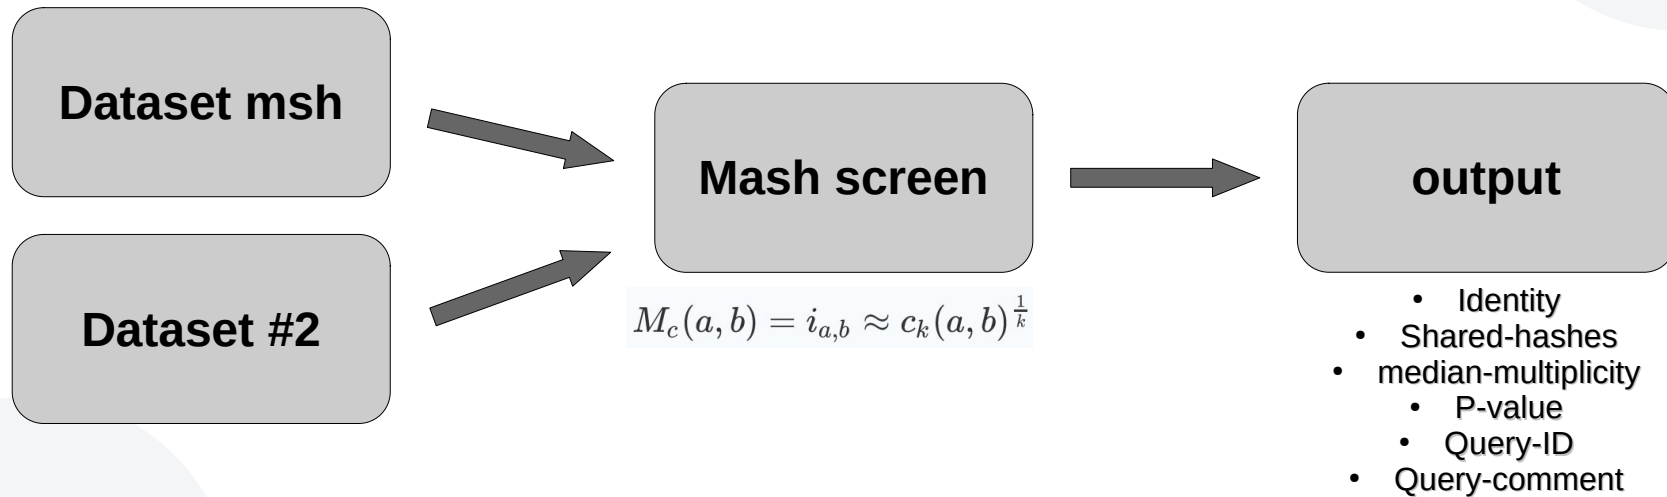 Dataset msh
Dataset #2
Mash screen
M_c(a, b) = i_{a,b} ≈ c_k(a, b)^{\frac{1}{k}}
output
• Identity
• Shared-hashes
• median-multiplicity
• P-value
• Query-ID
• Query-comment